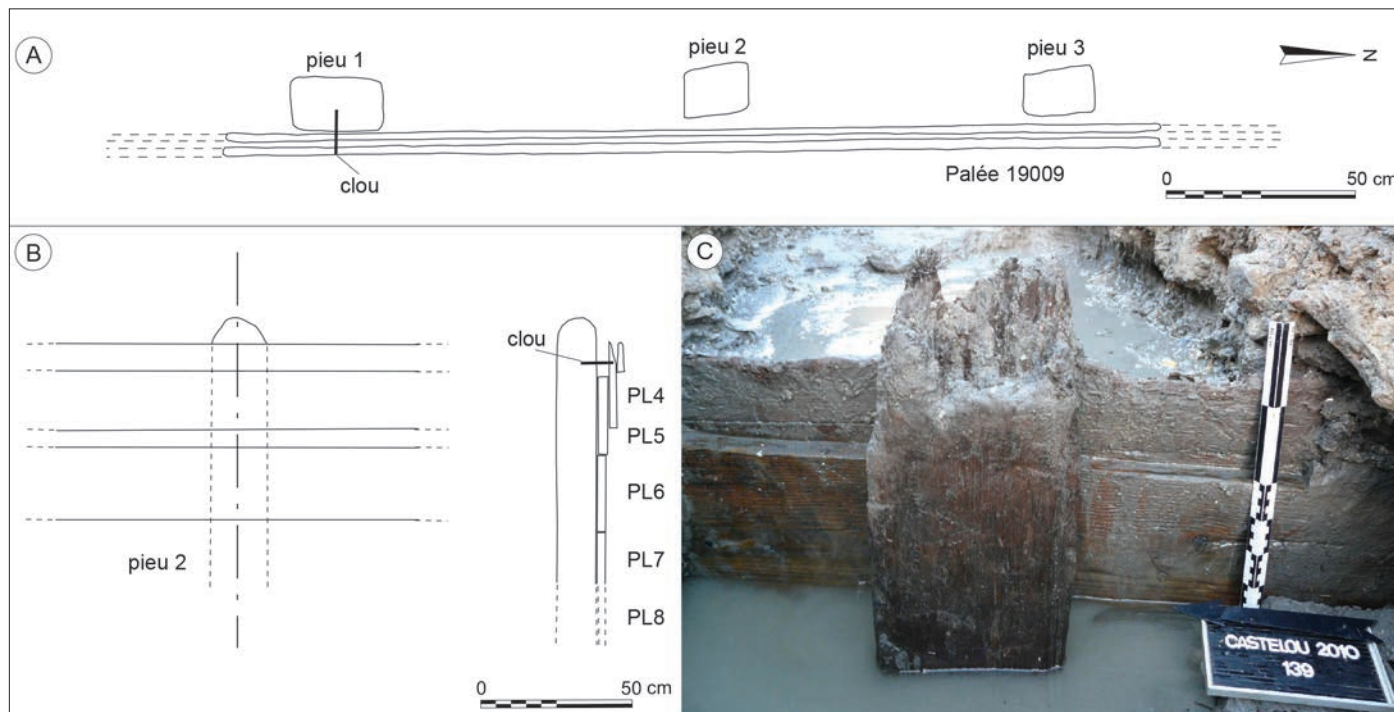 A
pieu 1
pieu 2
pieu 3
N
clou
Palée 19009
0 50 cm
B
clou
PL4
PL5
PL6
PL7
PL8
pieu 2
0 50 cm
C
CASTELOU 2010
139